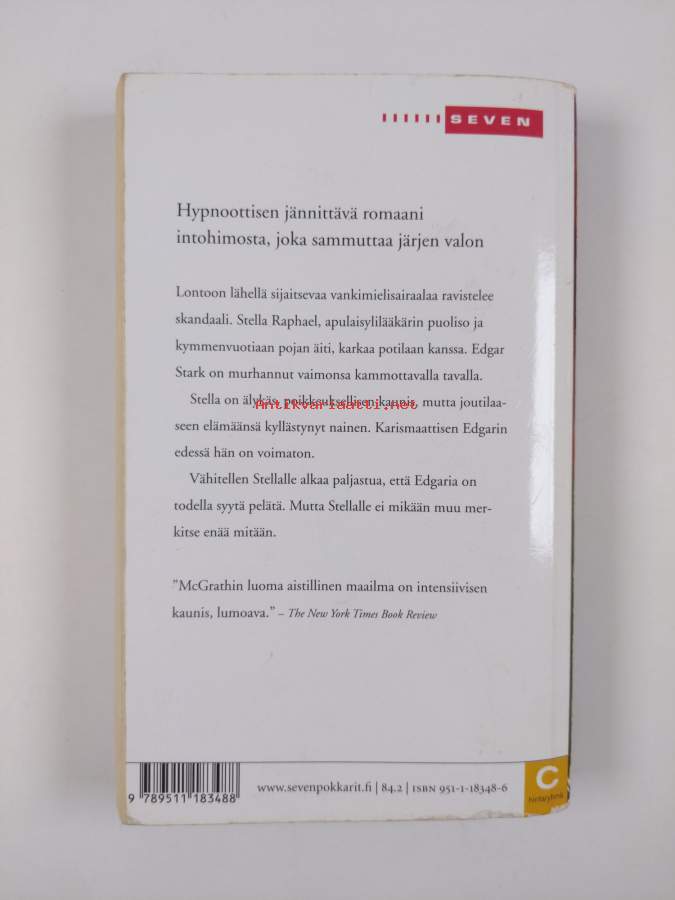 SEVEN
Hypnoottisen jännittävä romaani
intohimosta, joka sammuttaa järjen valon
Lontoon lähellä sijaitsevaa vankimielisairaalaa ravistelee
skandaali. Stella Raphael, apulaisylilääkärin puoliso ja
kymmenvuotiaan pojan äiti, karkaa potilaan kanssa. Edgar
Stark on murhannut vaimonsa kammottavalla tavalla.
Stella on älykäs, poikkeuksellisen kaunis, mutta joutilaa-
Antikvariaatti.net
seen elämäänsä kyllästynyt nainen. Karismaattisen Edgarin
edessä hän on voimaton.
Vähitellen Stellalle alkaa paljastua, että Edgaria on
todella syytä pelätä. Mutta Stellalle ei mikään muu mer-
kitse enää mitään.
”McGrathin luoma aistillinen maailma on intensiivisen
kaunis, lumoava.” – The New York Times Book Review
9 789511 183488
www.sevenpokkarit.fi | 84.2 | ISBN 951-1-18348-6
C
hintaryhmä